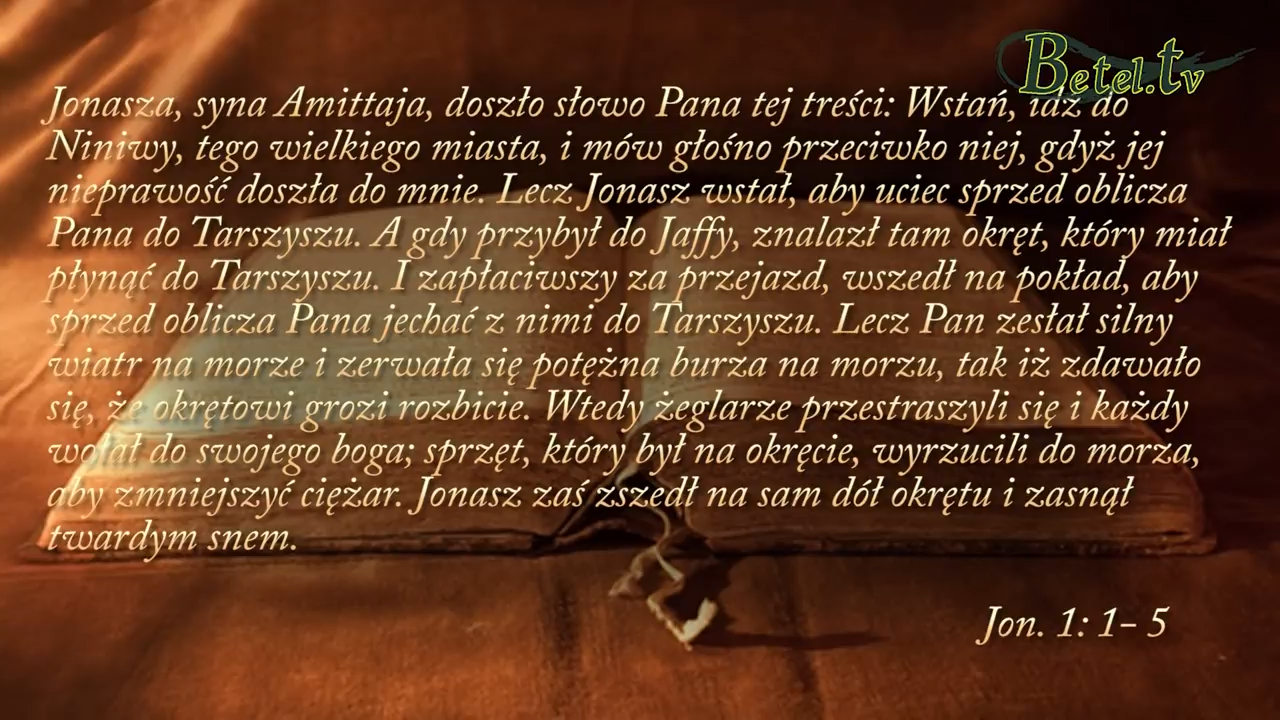 Betel.tv
Jonasza, syna Amittaja, doszło słowo Pana tej treści: Wstań, idź do
Niniwy, tego wielkiego miasta, i mów głośno przeciwko niej, gdyż jej
nieprawość doszła do mnie. Lecz Jonasz wstał, aby uciec sprzed oblicza
Pana do Tarszyszu. A gdy przybył do Jaffy, znalazł tam okręt, który miał
płynąć do Tarszyszu. I zapłaciwszy za przejazd, wszedł na pokład, aby
sprzed oblicza Pana jechać z nimi do Tarszyszu. Lecz Pan zesłał silny
wiatr na morze i zerwała się potężna burza na morzu, tak iż zdawało
się, że okrętowi grozi rozbicie. Wtedy żeglarze przestraszyli się i każdy
wołał do swojego boga; sprzęt, który był na okręcie, wyrzucili do morza,
aby zmniejszyć ciężar. Jonasz zaś zszedł na sam dół okrętu i zasnął
twardym snem.
Jon. 1: 1– 5